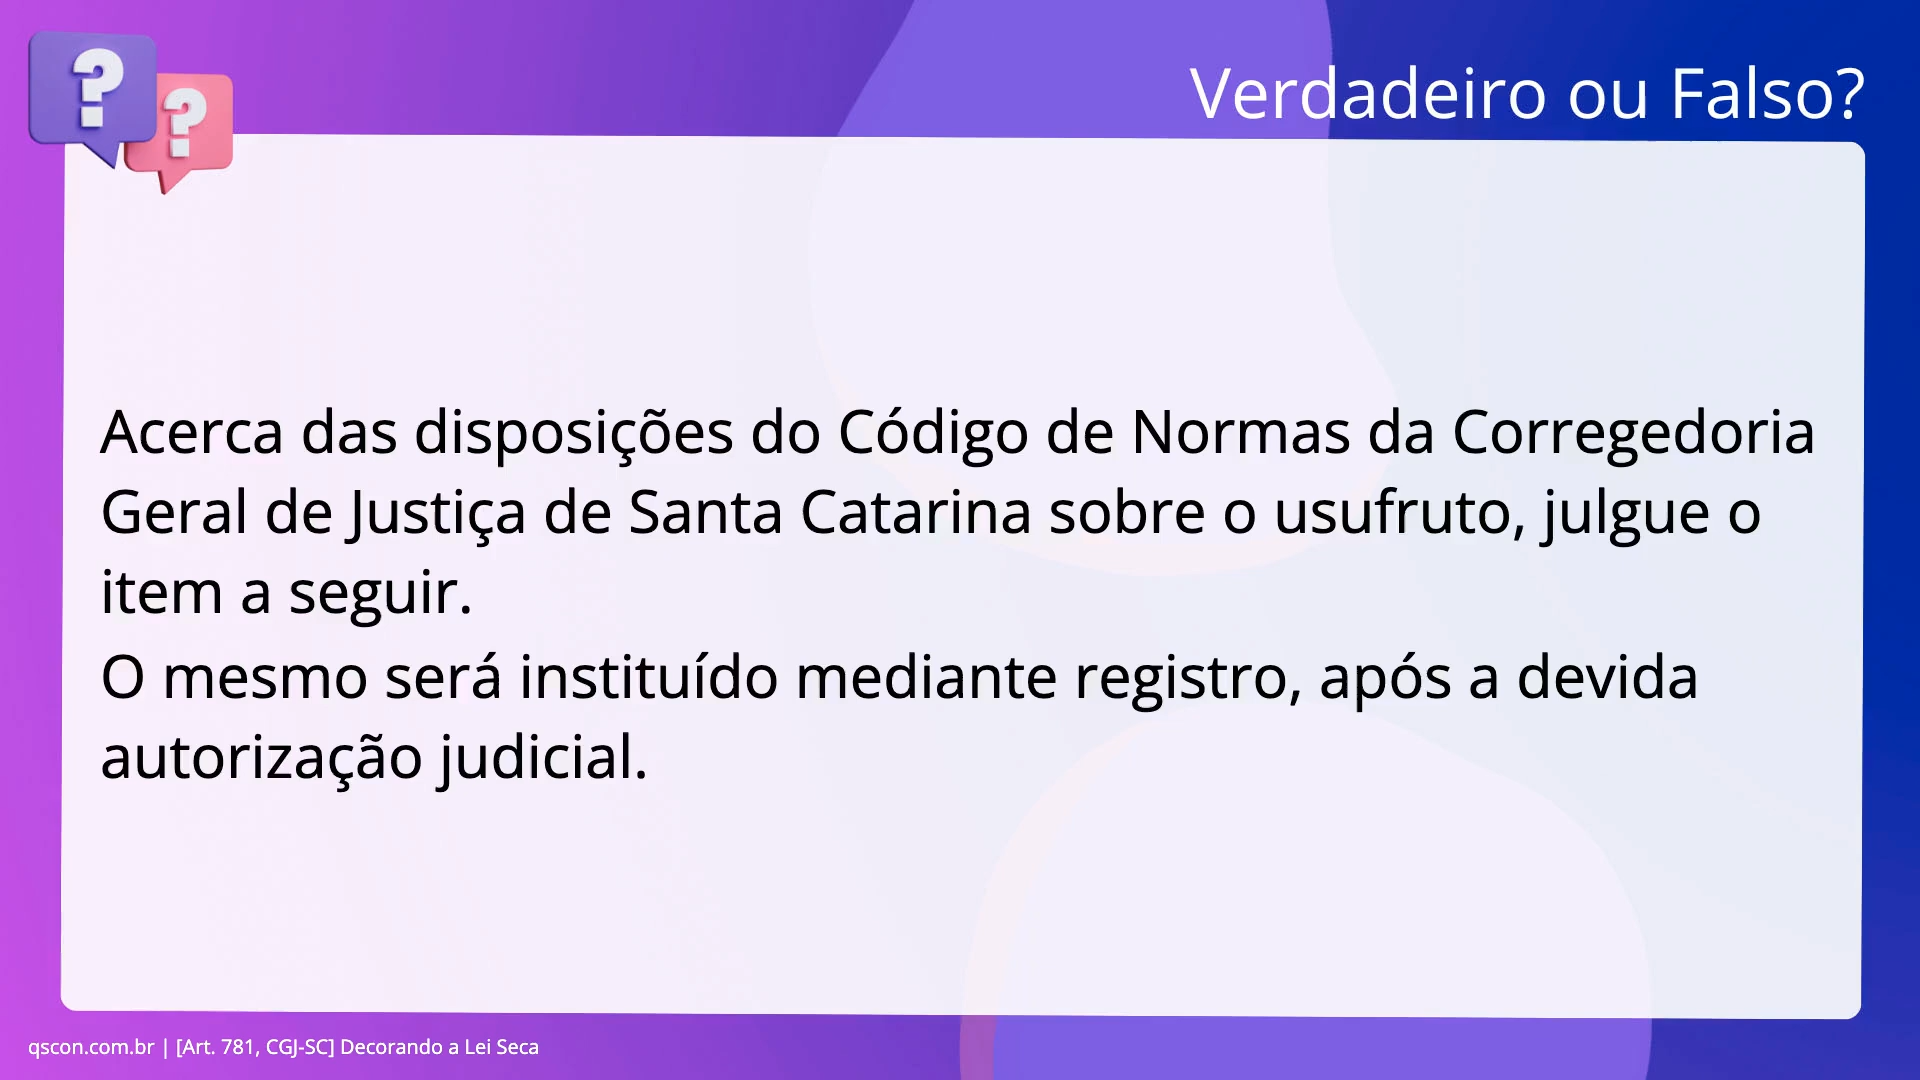 Verdadeiro ou Falso?
Acerca das disposições do Código de Normas da Corregedoria
Geral de Justiça de Santa Catarina sobre o usufruto, julgue o
item a seguir.
O mesmo será instituído mediante registro, após a devida
autorização judicial.
qscon.com.br | [Art. 781, CGJ-SC] Decorando a Lei Seca